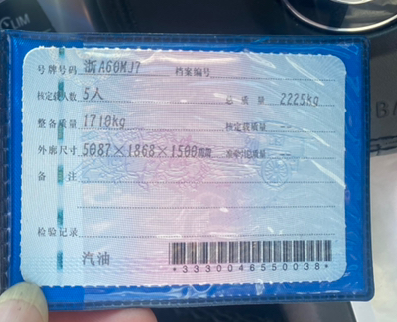 号牌号码 浙A60MJ7 档案编号
核定载人数 5人 总质量 2225kg
整备质量 1710kg 核定载质量 --
外廓尺寸 5087×1868×1500mm 准牵引总质量 --
备注
检验记录
汽油
*3330046550038*